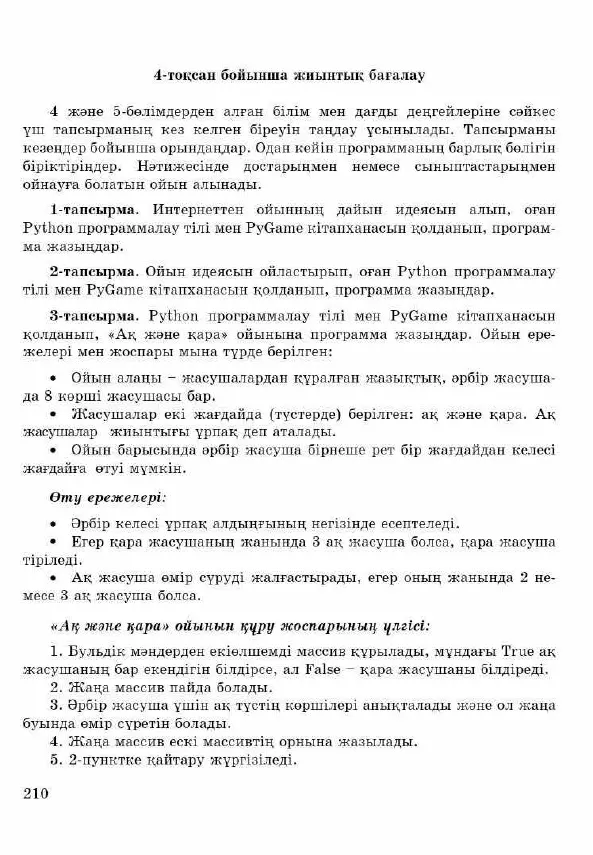 4-тоқсан бойынша жиынтық бағалау
4 және 5-бөлімдерден алған білім мен дағды деңгейлеріне сәйкес
үш тапсырманың кез келген біреуін таңдау ұсынылады. Тапсырманы
кезеңдер бойынша орындаңдар. Одан кейін программаның барлық бөлігін
біріктіріңдер. Нәтижесінде достарыңмен немесе сыныптастарыңмен
ойнауға болатын ойын алынады.
1-тапсырма. Интернеттен ойынның дайын идеясын алып, оған
Python программалау тілі мен PyGame кітапханасын қолданып, програм-
ма жазыңдар.
2-тапсырма. Ойын идеясын ойластырып, оған Python программалау
тілі мен PyGame кітапханасын қолданып, программа жазыңдар.
3-тапсырма. Python программалау тілі мен PyGame кітапханасын
қолданып, «Ақ және қара» ойынына программа жазыңдар. Ойын ере-
желері мен жоспары мына түрде берілген:
• Ойын алаңы – жасушалардан құралған жазықтық, әрбір жасуша-
да 8 көрші жасушасы бар.
• Жасушалар екі жағдайда (түстерде) берілген: ақ және қара. Ақ
жасушалар жиынтығы ұрпақ деп аталады.
• Ойын барысында әрбір жасуша бірнеше рет бір жағдайдан келесі
жағдайға өтуі мүмкін.
Өту ережелері:
• Әрбір келесі ұрпақ алдыңғының негізінде есептеледі.
• Егер қара жасушаның жанында 3 ақ жасуша болса, қара жасуша
тіріледі.
• Ақ жасуша өмір сүруді жалғастырады, егер оның жанында 2 не-
месе 3 ақ жасуша болса.
«Ақ және қара» ойынын құру жоспарының үлгісі:
1. Бульдік мәндерден екіөлшемді массив құрылады, мұндағы True ақ
жасушаның бар екендігін білдірсе, ал False – қара жасушаны білдіреді.
2. Жаңа массив пайда болады.
3. Әрбір жасуша үшін ақ түстің көршілері анықталады және ол жаңа
буында өмір сүретін болады.
4. Жаңа массив ескі массивтің орнына жазылады.
5. 2-пунктке қайтару жүргізіледі.
210